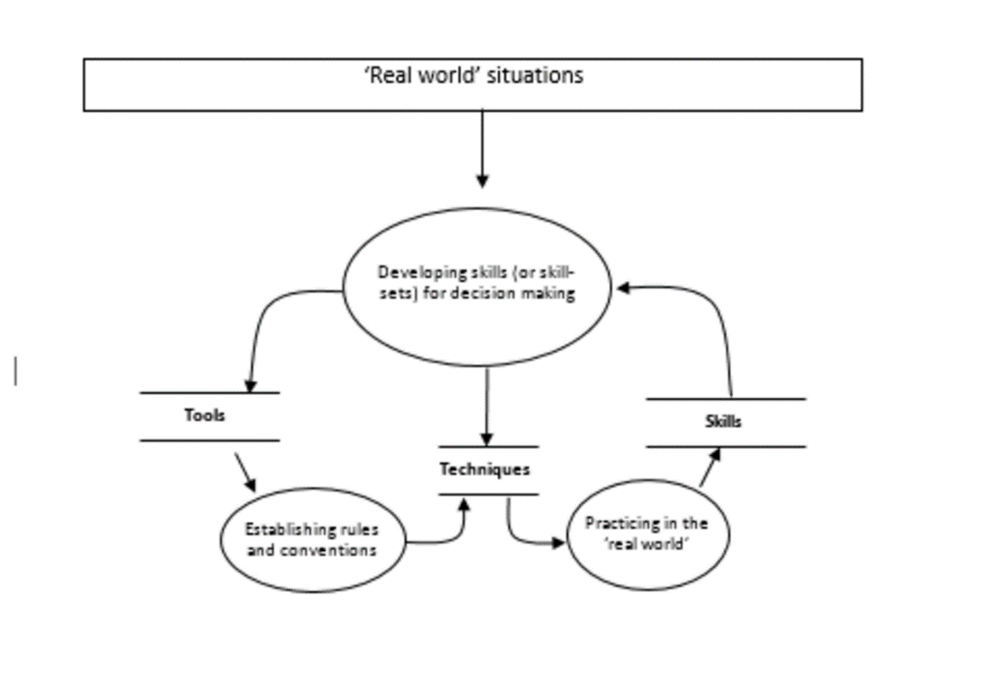 ‘Real world’ situations
Developing skills (or skill-
sets) for decision making
Tools
Skills
Techniques
Establishing rules
and conventions
Practicing in the
‘real world’